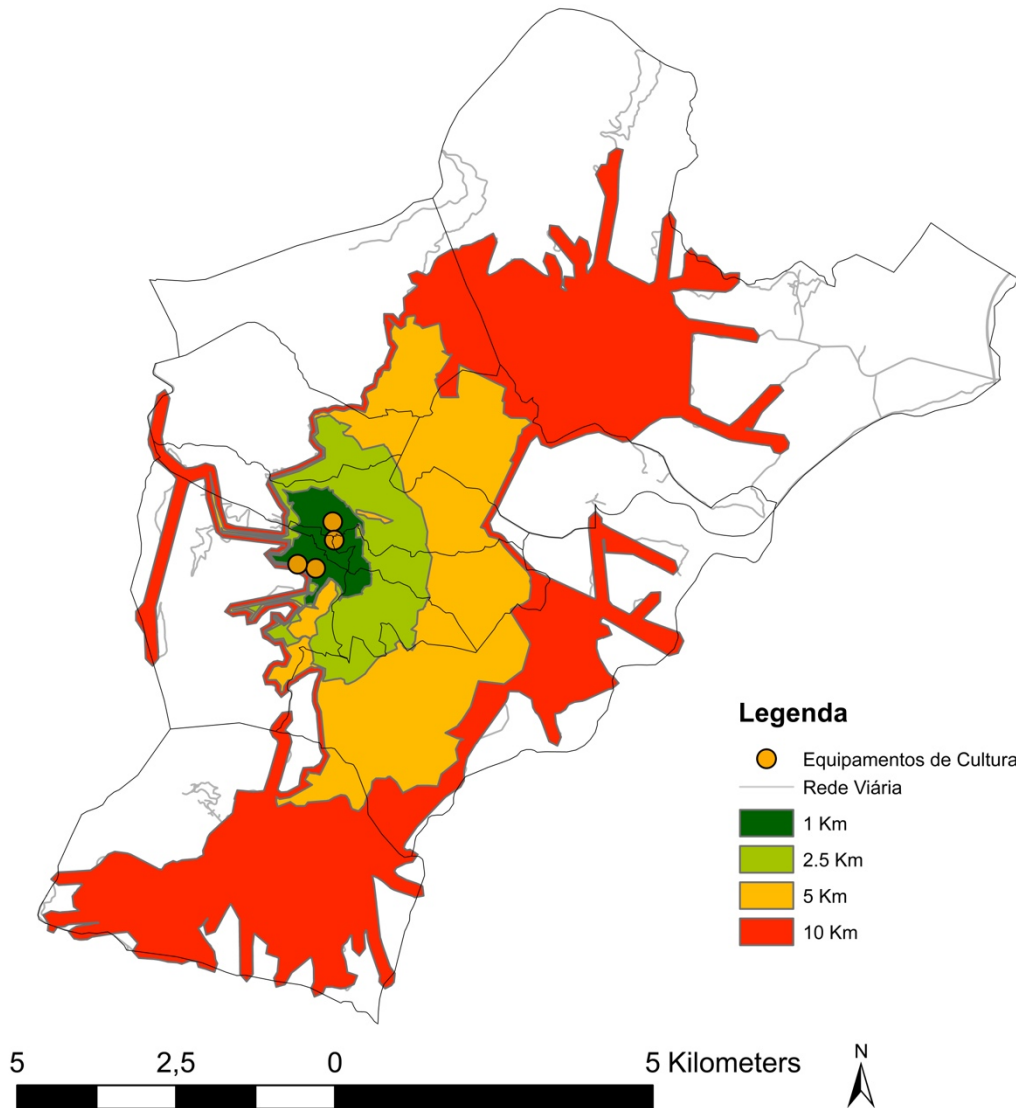 Legenda
Equipamentos de Cultura
Rede Viária
1 Km
2.5 Km
5 Km
10 Km
5 2,5 0 5 Kilometers
N